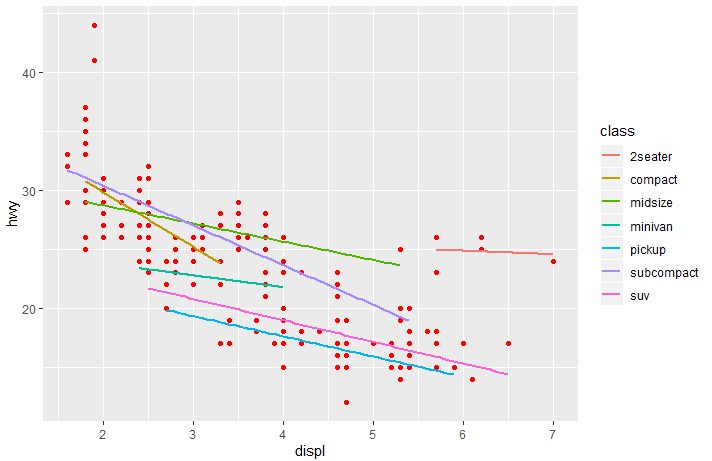 hwy
40
30
20
2 3 4 5 6 7
displ
class
2seater
compact
midsize
minivan
pickup
subcompact
suv